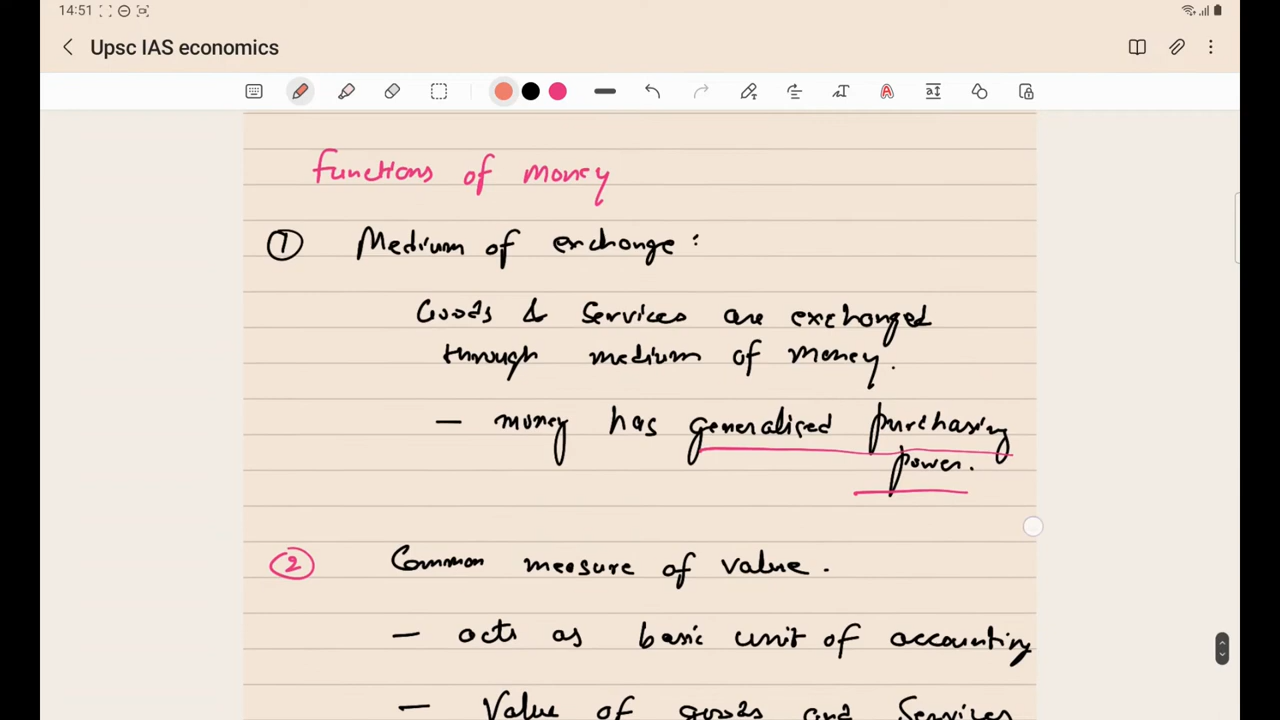 14:51
Upsc IAS economics
functions of money
① Medium of exchange :
Goods & Services are exchanged
through medium of money.
— money has generalised purchasing
power.
② Common measure of value.
— acts as basic unit of accounting
— Value of goods and Services